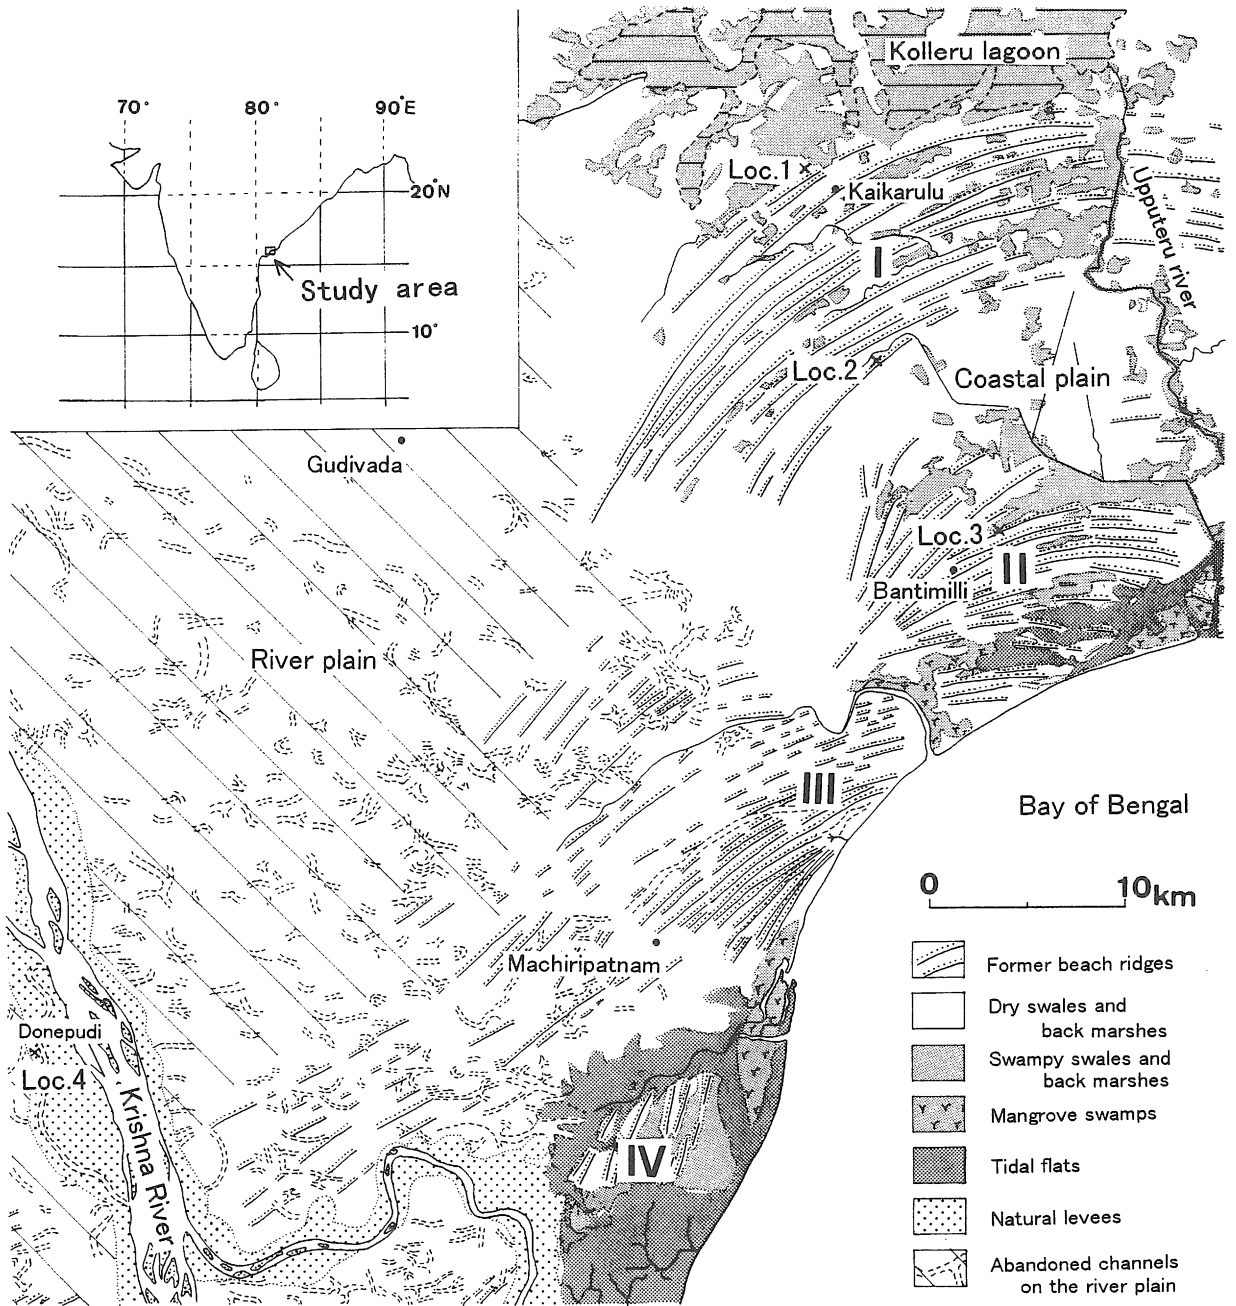 Kolleru lagoon
70° 80° 90°E
20°N
10°
Study area
Loc.1
Kaikarulu
Upputeru river
I
Loc.2
Coastal plain
Gudivada
Loc.3
II
Bantimilli
River plain
III
Bay of Bengal
0 10km
Machiripatnam
Donepudi
Loc.4
Krishna River
IV
Former beach ridges
Dry swales and
back marshes
Swampy swales and
back marshes
Mangrove swamps
Tidal flats
Natural levees
Abandoned channels
on the river plain